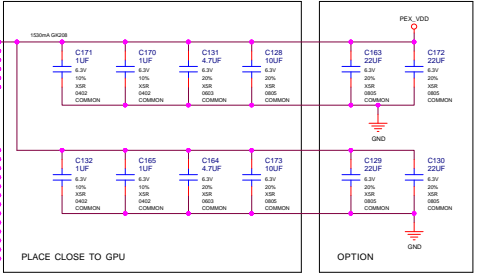 PEX_VDD
1530mA GK208
C171
1UF
6.3V
10%
X5R
0402
COMMON
C170
1UF
6.3V
10%
X5R
0402
COMMON
C131
4.7UF
6.3V
20%
X5R
0603
COMMON
C128
10UF
6.3V
20%
X5R
0805
COMMON
C163
22UF
6.3V
20%
X5R
0805
COMMON
C172
22UF
6.3V
20%
X5R
0805
COMMON
GND
C132
1UF
6.3V
10%
X5R
0402
COMMON
C165
1UF
6.3V
10%
X5R
0402
COMMON
C164
4.7UF
6.3V
20%
X5R
0603
COMMON
C173
10UF
6.3V
20%
X5R
0805
COMMON
C129
22UF
6.3V
20%
X5R
0805
COMMON
C130
22UF
6.3V
20%
X5R
0805
COMMON
GND
PLACE CLOSE TO GPU
OPTION